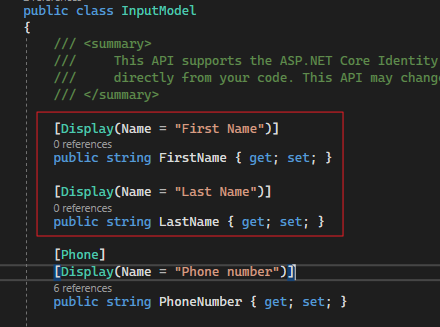 public class InputModel
{
/// <summary>
/// This API supports the ASP.NET Core Identity
/// directly from your code. This API may change
/// </summary>
[Display(Name = "First Name")]
0 references
public string FirstName { get; set; }
[Display(Name = "Last Name")]
0 references
public string LastName { get; set; }
[Phone]
[Display(Name = "Phone number")]
6 references
public string PhoneNumber { get; set; }